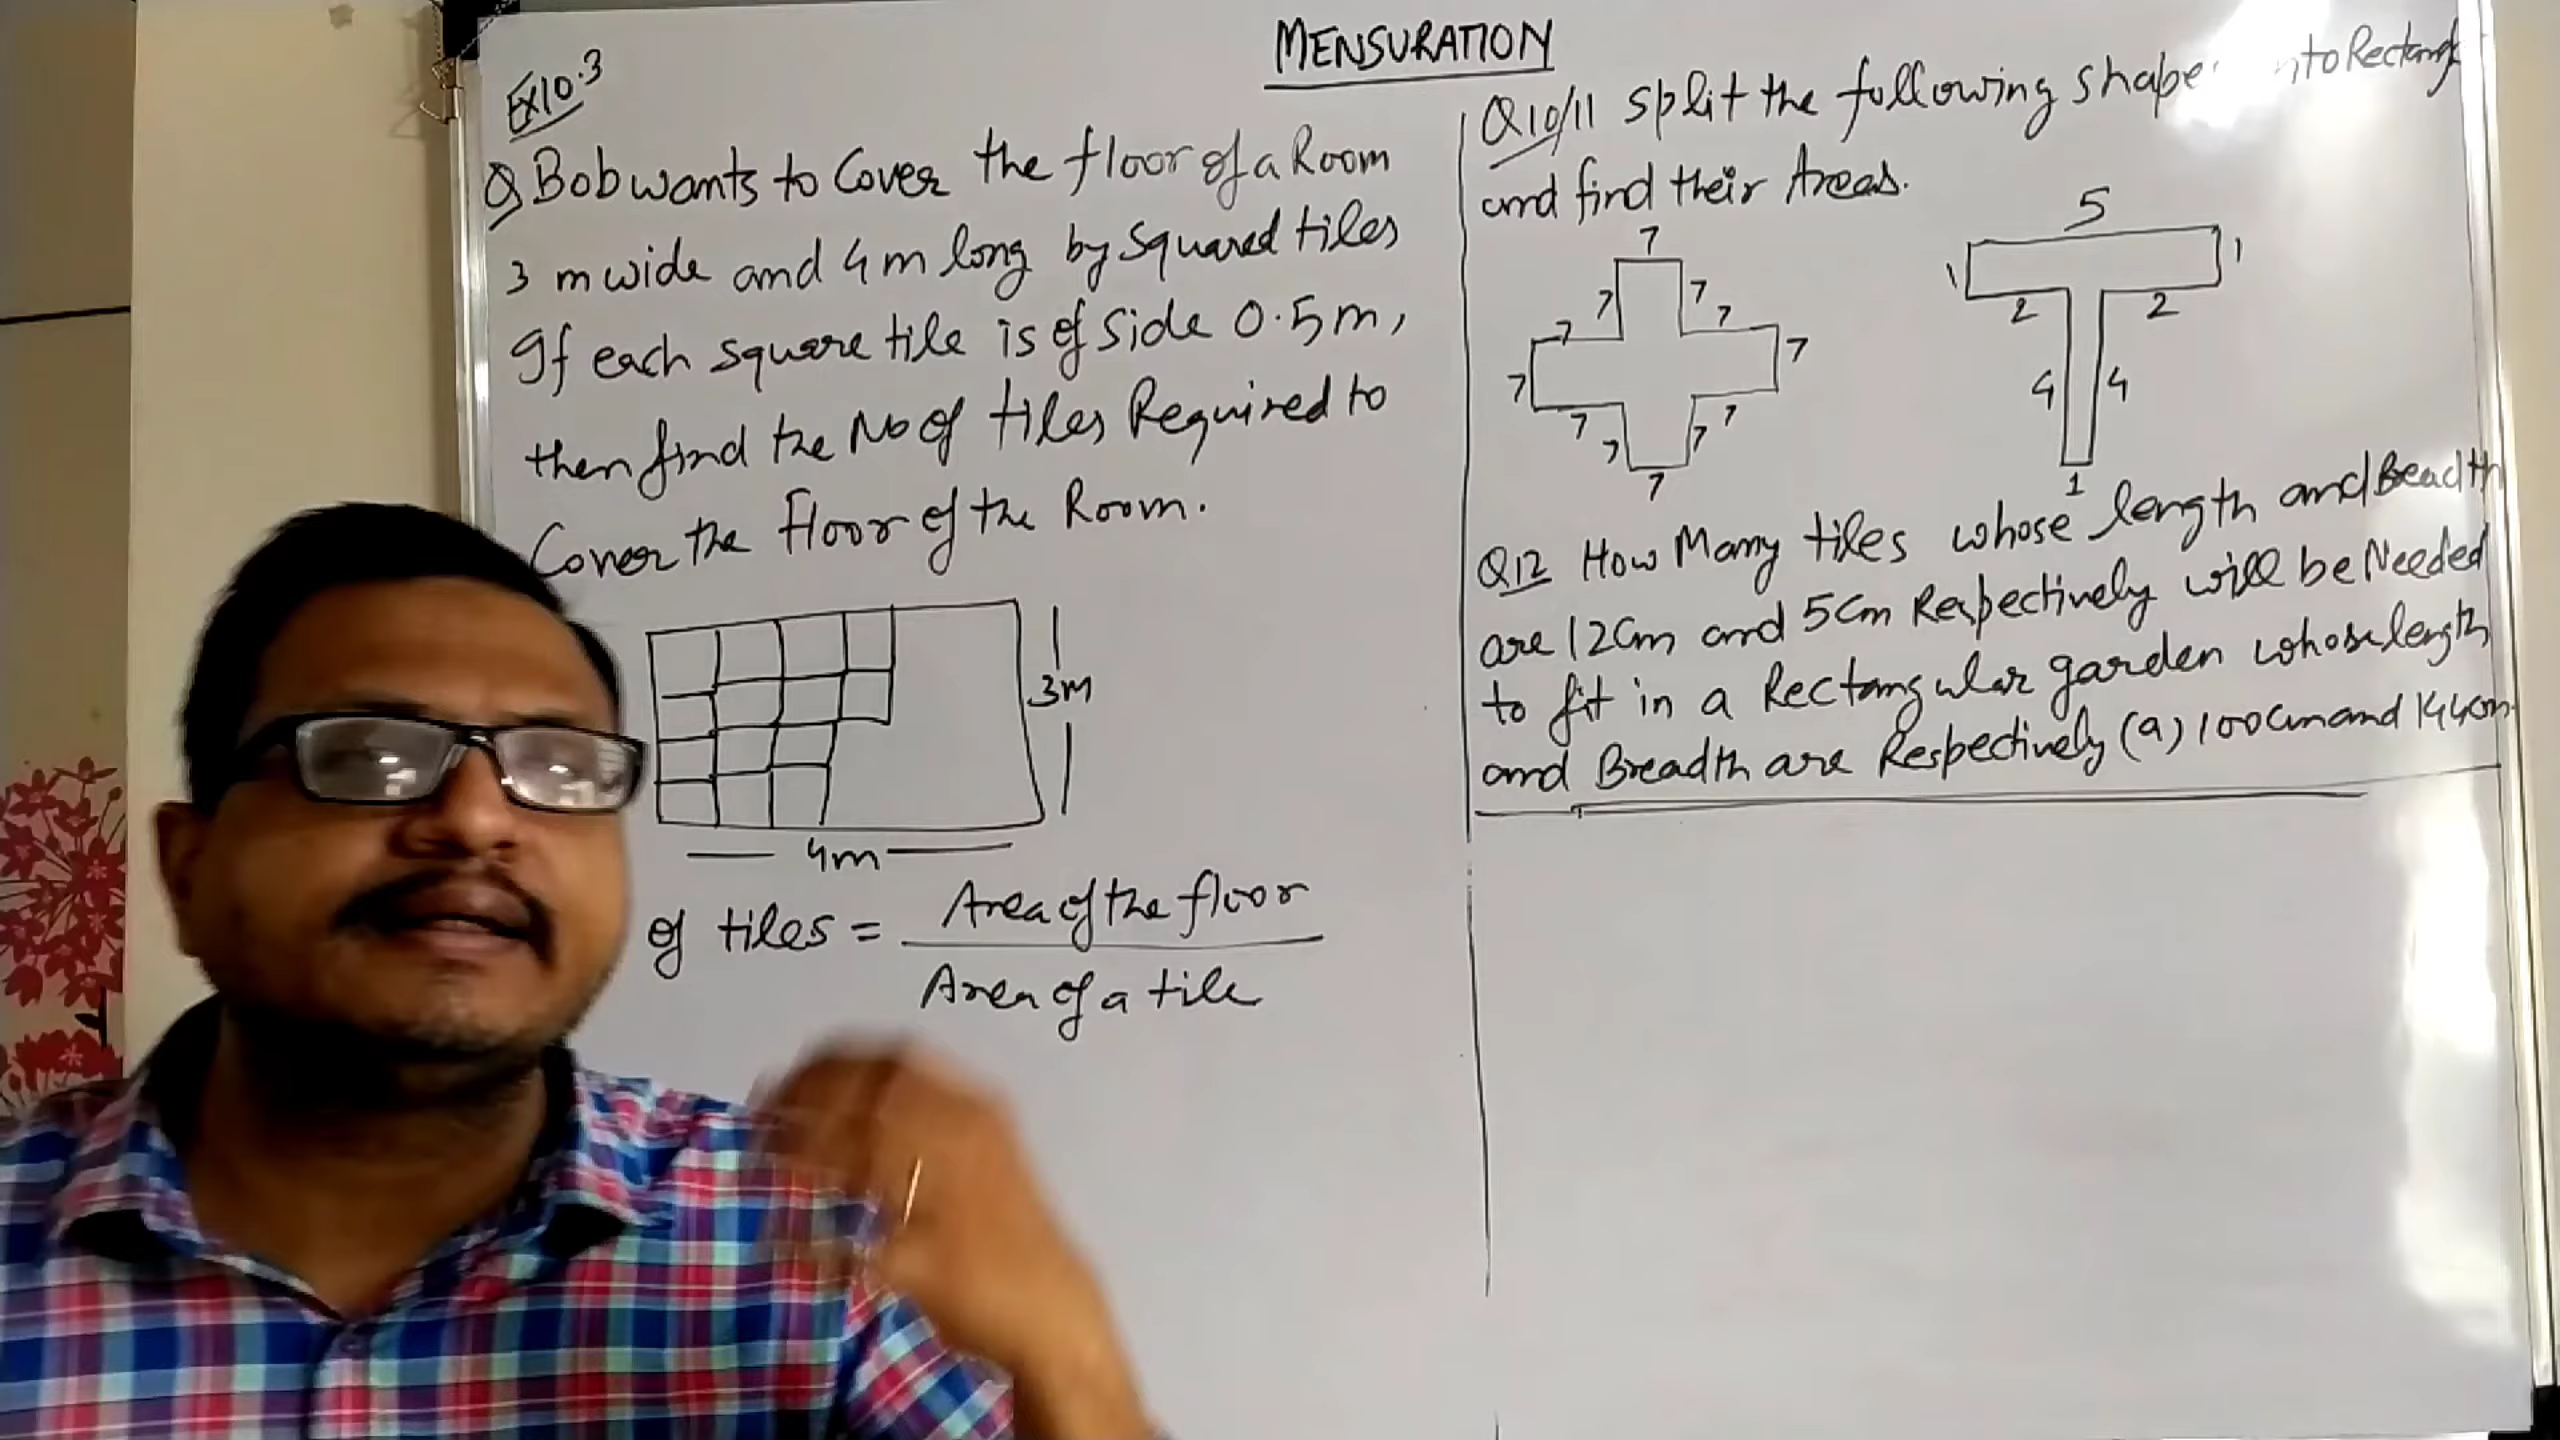 MENSURATION
Ex10.3
Q Bob wants to Cover the floor of a Room
3 m wide and 4 m long by Squared tiles
If each square tile is of Side 0.5m,
then find the No of tiles Required to
Cover the Floor of the Room.
3m
4m
of tiles = Area of the floor
Area of a tile
Q10/11 Split the following Shape into Rectang
and find their Areas.
7
7 7
7 7
7 7
7 7
7 7
7
5
1 1
2 2
4 4
1
Q12 How Many tiles whose length and Breadth
are 12Cm and 5Cm Respectively will be Needed
to fit in a Rectangular garden whose length
and Breadth are Respectively (a) 100cm and 144cm